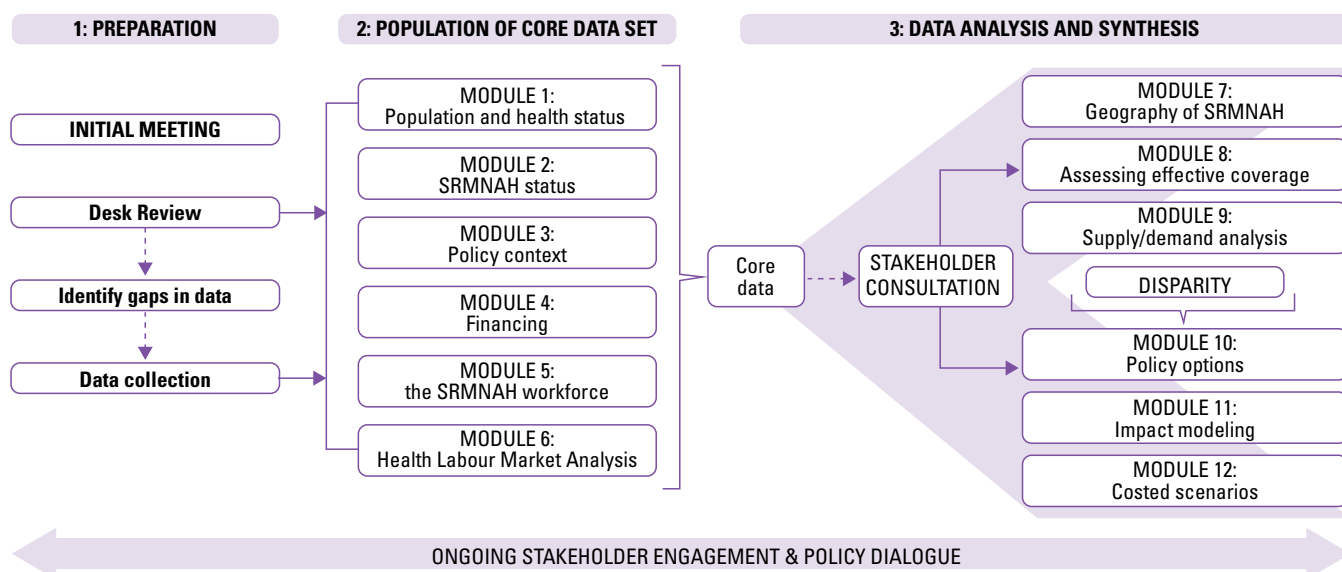 1: PREPARATION
2: POPULATION OF CORE DATA SET
3: DATA ANALYSIS AND SYNTHESIS
INITIAL MEETING
Desk Review
Identify gaps in data
Data collection
MODULE 1:
Population and health status
MODULE 2:
SRMNAH status
MODULE 3:
Policy context
MODULE 4:
Financing
MODULE 5:
the SRMNAH workforce
MODULE 6:
Health Labour Market Analysis
Core
data
STAKEHOLDER
CONSULTATION
MODULE 7:
Geography of SRMNAH
MODULE 8:
Assessing effective coverage
MODULE 9:
Supply/demand analysis
DISPARITY
MODULE 10:
Policy options
MODULE 11:
Impact modeling
MODULE 12:
Costed scenarios
ONGOING STAKEHOLDER ENGAGEMENT & POLICY DIALOGUE